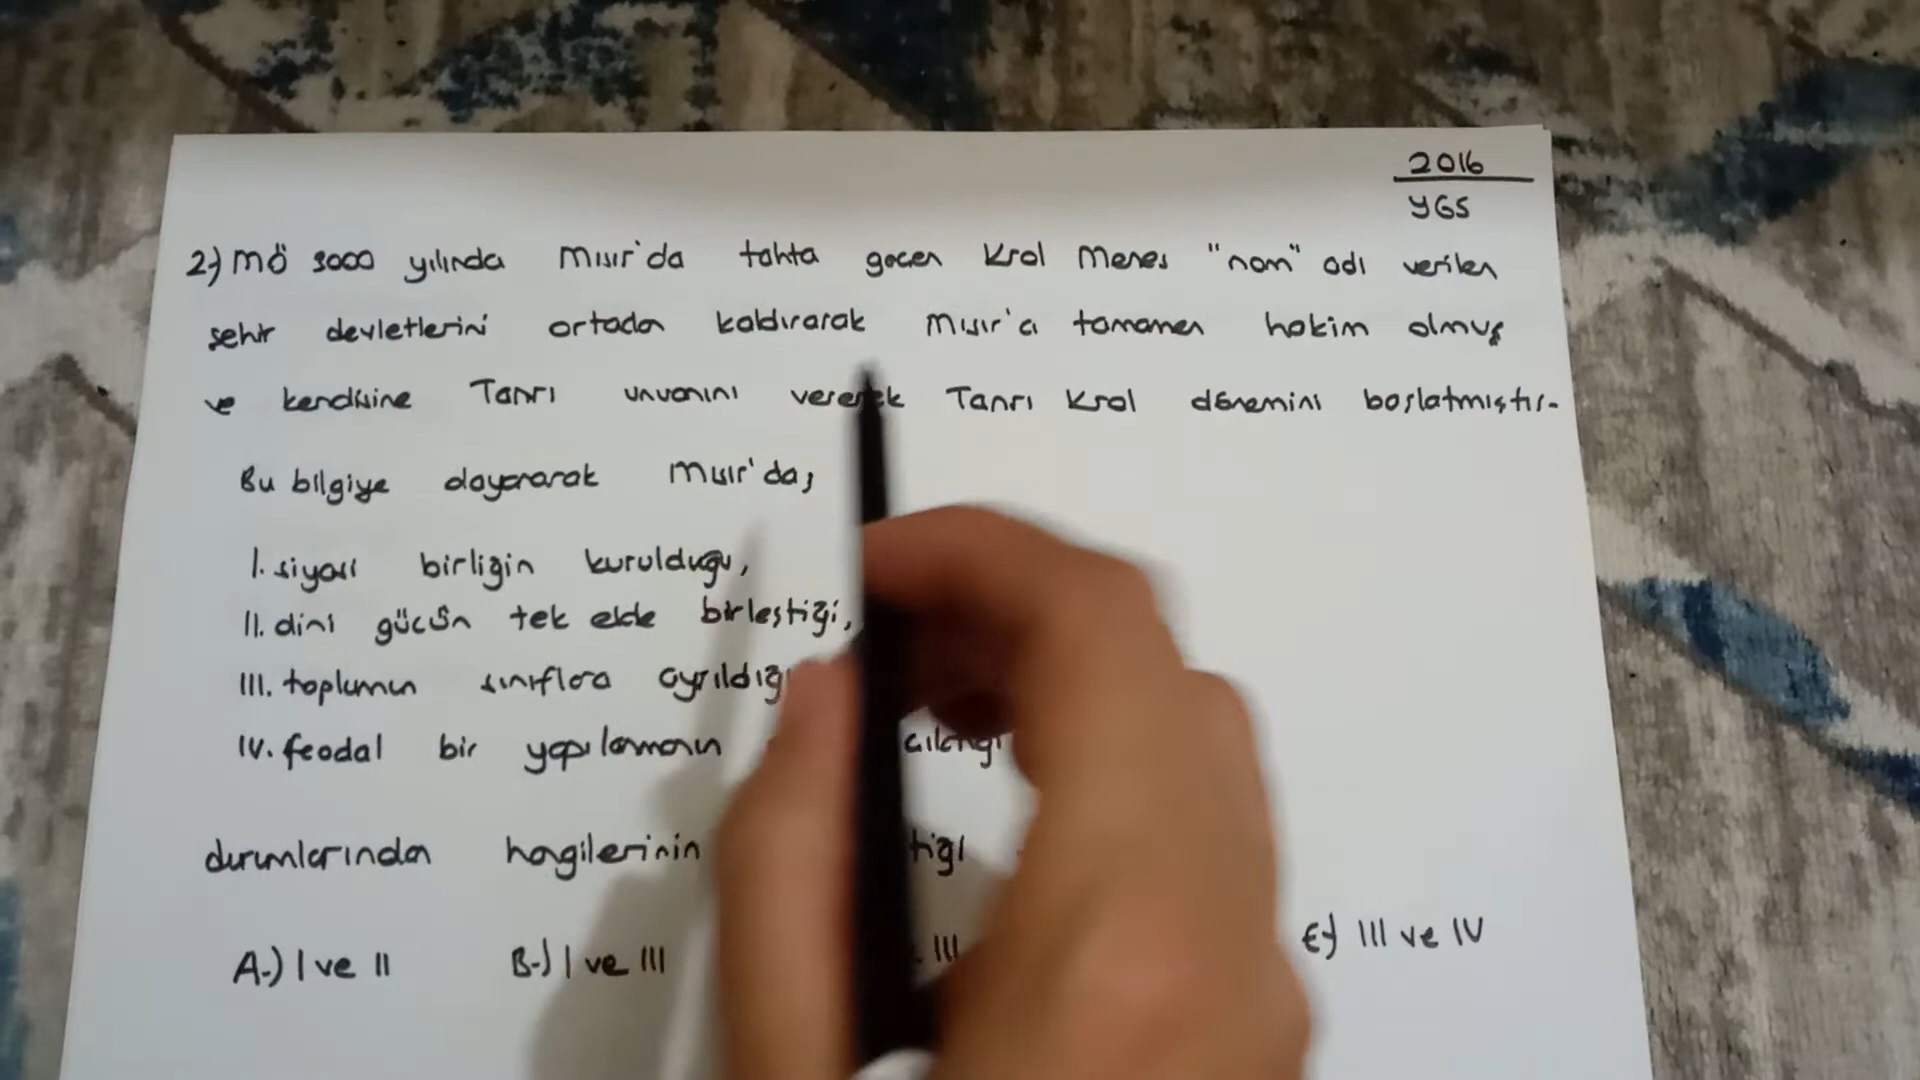 2016
YGS
2-) MÖ 3000 yılında Mısır'da tahta geçen Kral Menes "nom" adı verilen
şehir devletlerini ortadan kaldırarak Mısır'a tamamen hakim olmuş
ve kendisine Tanrı unvanını vererek Tanrı Kral dönemini başlatmıştır.
Bu bilgiye dayanarak Mısır'da;
I. siyasi birliğin kurulduğu,
II. dini gücün tek elde birleştiği,
III. toplumun sınıflara
IV. feodal bir yapılanmanın
durumlarından hangilerinin
A-) I ve II B-) I ve III III E-) III ve IV